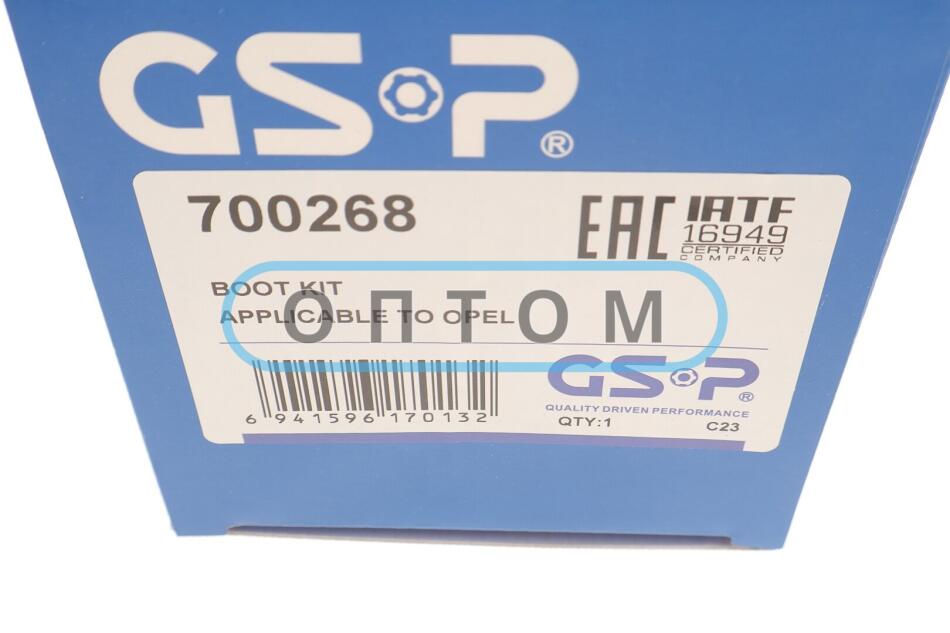 GSP®
700268
EAC
IATF
16949
CERTIFIED
COMPANY
BOOT KIT
APPLICABLE TO OPEL
ОПТОМ
6 941596 170132
GSP®
QUALITY DRIVEN PERFORMANCE
QTY:1 C23